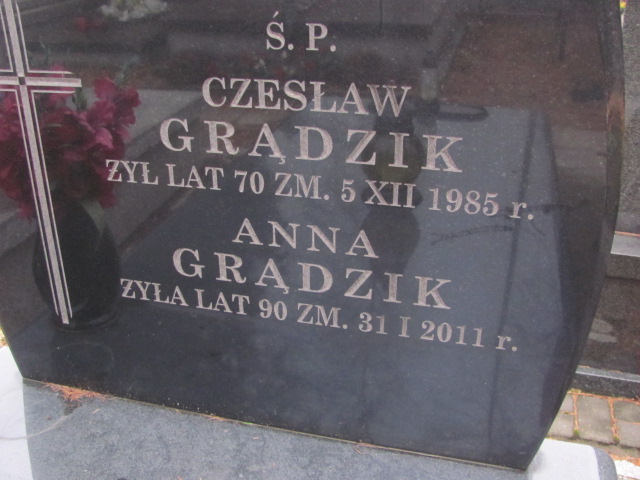 Ś. P.
CZESŁAW
GRĄDZIK
ŻYŁ LAT 70 ZM. 5 XII 1985 r.
ANNA
GRĄDZIK
ŻYŁA LAT 90 ZM. 31 I 2011 r.